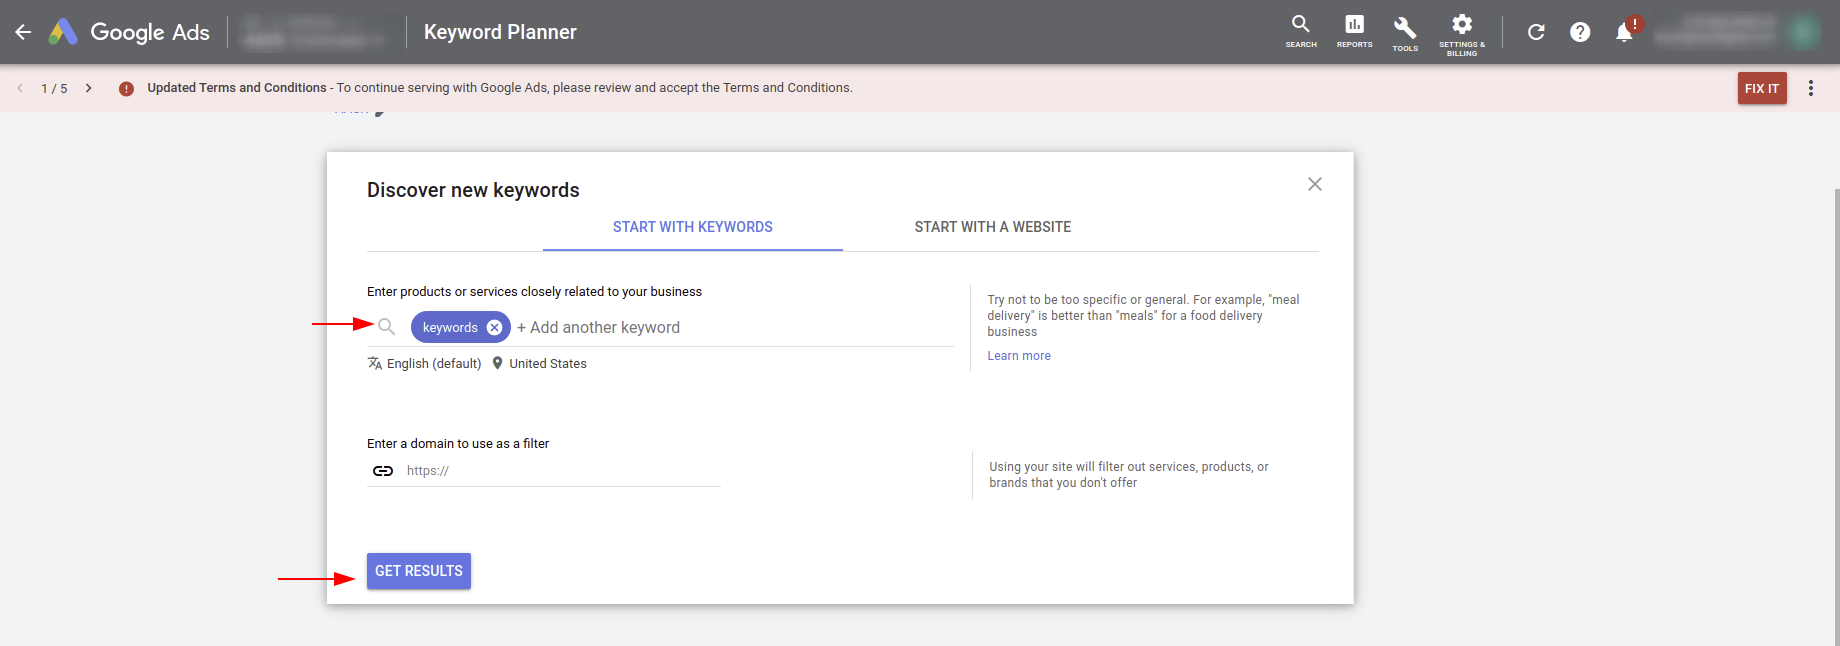 Google Ads
Keyword Planner
SEARCH
REPORTS
TOOLS
SETTINGS &
BILLING
1 / 5
Updated Terms and Conditions - To continue serving with Google Ads, please review and accept the Terms and Conditions.
FIX IT
Discover new keywords
START WITH KEYWORDS
START WITH A WEBSITE
Enter products or services closely related to your business
keywords
+ Add another keyword
English (default)
United States
Try not to be too specific or general. For example, "meal
delivery" is better than "meals" for a food delivery
business
Learn more
Enter a domain to use as a filter
https://
Using your site will filter out services, products, or
brands that you don't offer
GET RESULTS